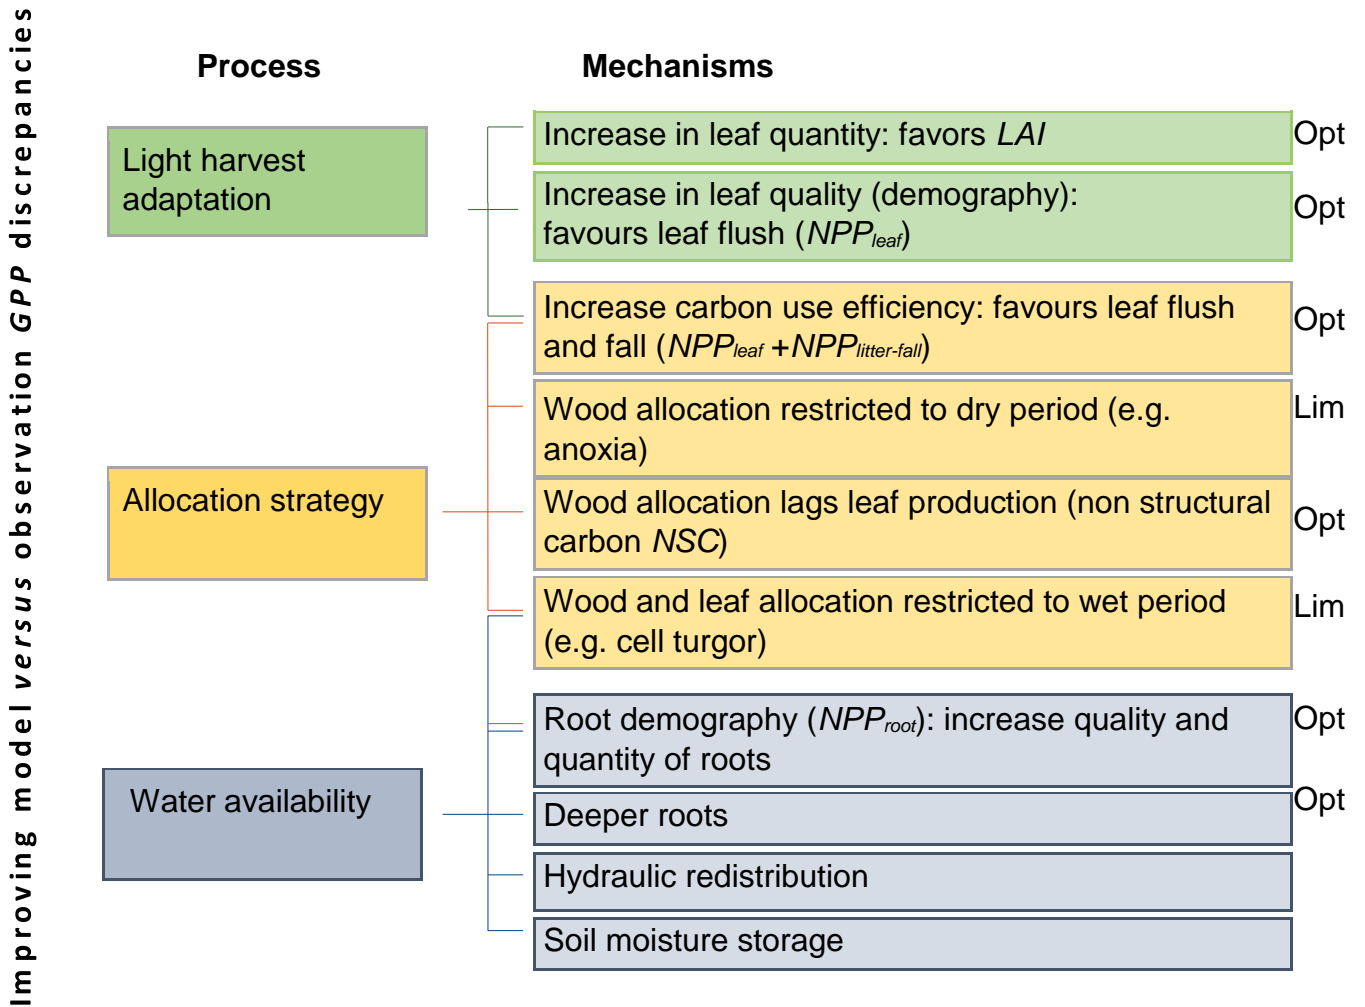 Improving model versus observation GPP discrepancies
Process
Mechanisms
Light harvest
adaptation
Increase in leaf quantity: favors LAI
Opt
Increase in leaf quality (demography):
favours leaf flush (NPPleaf)
Opt
Increase carbon use efficiency: favours leaf flush
and fall (NPPleaf +NPPlitter-fall)
Opt
Wood allocation restricted to dry period (e.g.
anoxia)
Lim
Allocation strategy
Wood allocation lags leaf production (non structural
carbon NSC)
Opt
Wood and leaf allocation restricted to wet period
(e.g. cell turgor)
Lim
Root demography (NPProot): increase quality and
quantity of roots
Opt
Water availability
Deeper roots
Opt
Hydraulic redistribution
Soil moisture storage